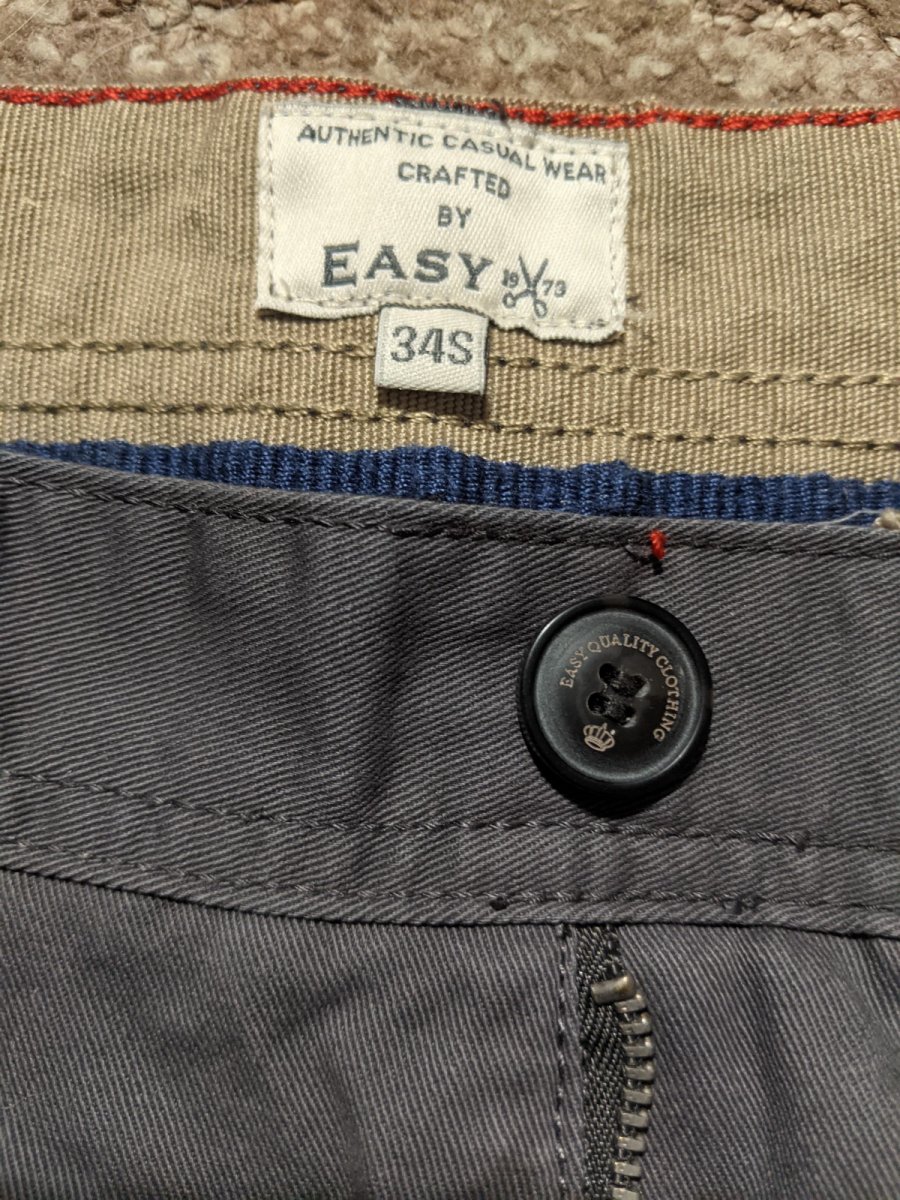 AUTHENTIC CASUAL WEAR
CRAFTED
BY
EASY 19 73
34S
EASY QUALITY CLOTHING